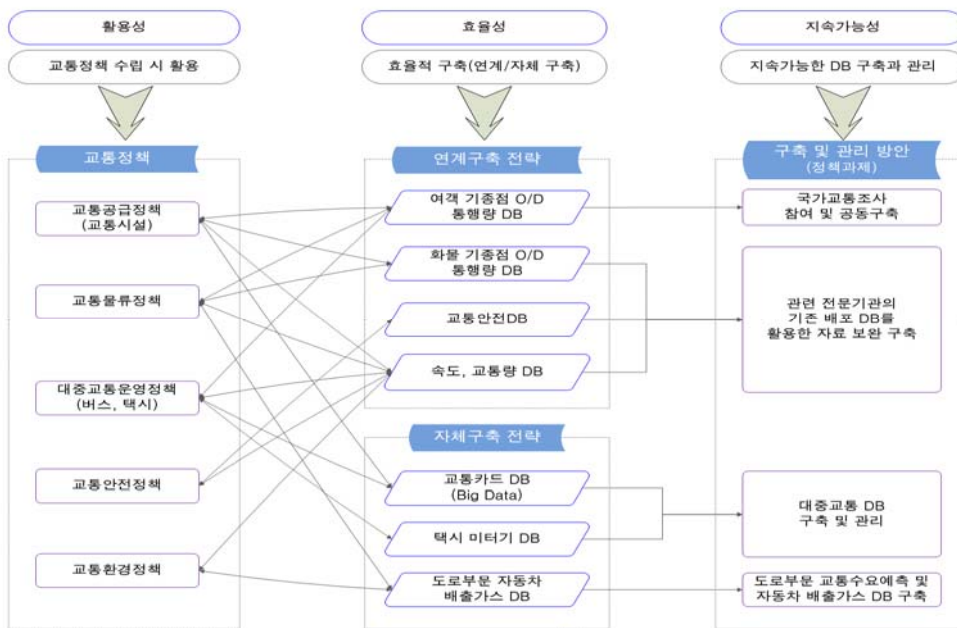 활용성
교통정책 수립 시 활용
교통정책
교통공급정책
(교통시설)
교통물류정책
대중교통운영정책
(버스, 택시)
교통안전정책
교통환경정책
효율성
효율적 구축(연계/자체 구축)
연계구축 전략
여객 기종점 O/D
통행량 DB
화물 기종점 O/D
통행량 DB
교통안전DB
속도, 교통량 DB
자체구축 전략
교통카드 DB
(Big Data)
택시 미터기 DB
도로부문 자동차
배출가스 DB
지속가능성
지속가능한 DB 구축과 관리
구축 및 관리 방안
(정책과제)
국가교통조사
참여 및 공동구축
관련 전문기관의
기존 배포 DB를
활용한 자료 보완 구축
대중교통 DB
구축 및 관리
도로부문 교통수요예측 및
자동차 배출가스 DB 구축